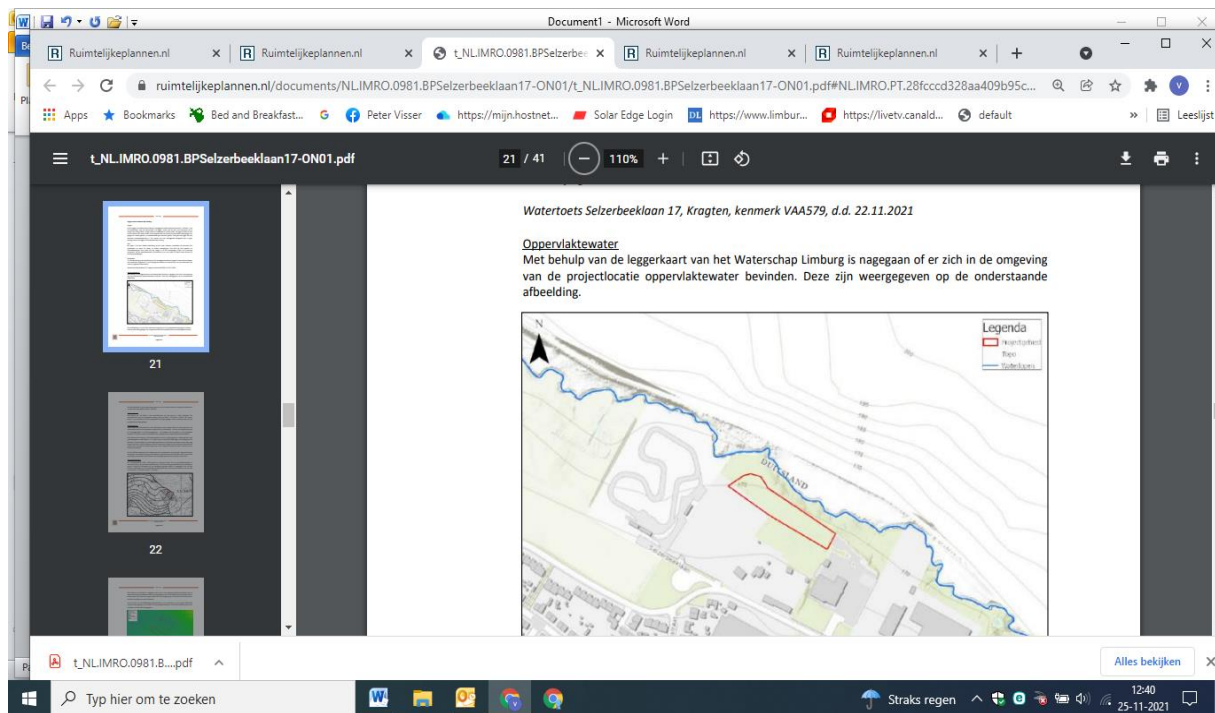 Document1 - Microsoft Word
Ruimtelijkeplannen.nl
Ruimtelijkeplannen.nl
t_NL.IMRO.0981.BPSelzerbee
Ruimtelijkeplannen.nl
Ruimtelijkeplannen.nl
ruimtelijkeplannen.nl/documents/NL.IMRO.0981.BPSelzerbeeklaan17-ON01/t_NL.IMRO.0981.BPSelzerbeeklaan17-ON01.pdf#NL.IMRO.PT.28fcccd328aa409b95c...
Apps Bookmarks Bed and Breakfast... Peter Visser https://mijn.hostnet... Solar Edge Login DL https://www.limbur... https://livetv.canald... default » Leeslijst
t_NL.IMRO.0981.BPSelzerbeeklaan17-ON01.pdf 21 / 41 110%
Watertoets Selzerbeeklaan 17, Kragten, kenmerk VAA579, d.d. 22.11.2021
Oppervlaktewater
Met behulp van de leggerkaart van het Waterschap Limburg is nagegaan of er zich in de omgeving
van de projectlocatie oppervlaktewater bevinden. Deze zijn weergegeven op de onderstaande
afbeelding.
N
Legenda
Projectgebied
Topo
Waterlopen
DUITSLAND
21
22
t_NL.IMRO.0981.B....pdf
Alles bekijken
Typ hier om te zoeken
Straks regen
12:40
25-11-2021